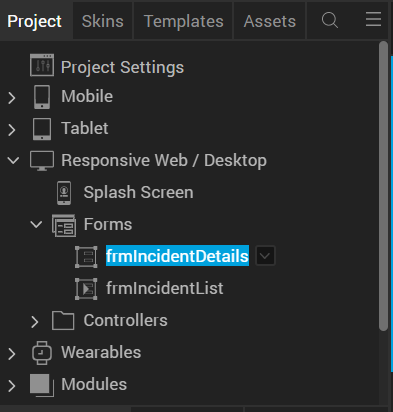 Project Skins Templates Assets
Project Settings
Mobile
Tablet
Responsive Web / Desktop
Splash Screen
Forms
frmIncidentDetails
frmIncidentList
Controllers
Wearables
Modules